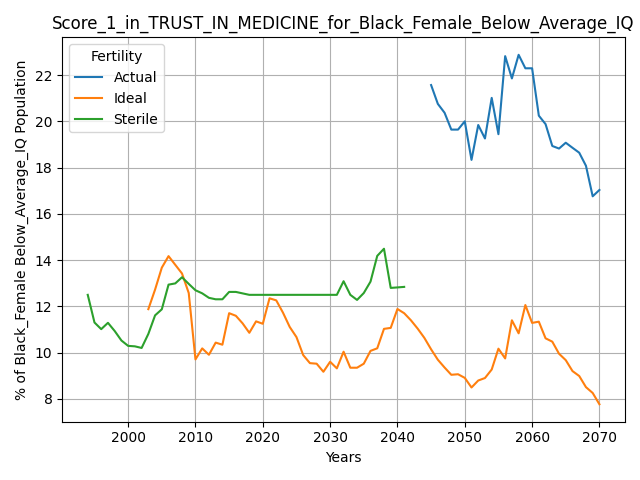 Score_1_in_TRUST_IN_MEDICINE_for_Black_Female_Below_Average_IQ
Fertility
Actual
Ideal
Sterile
% of Black_Female Below_Average_IQ Population
22
20
18
16
14
12
10
8
2000 2010 2020 2030 2040 2050 2060 2070
Years